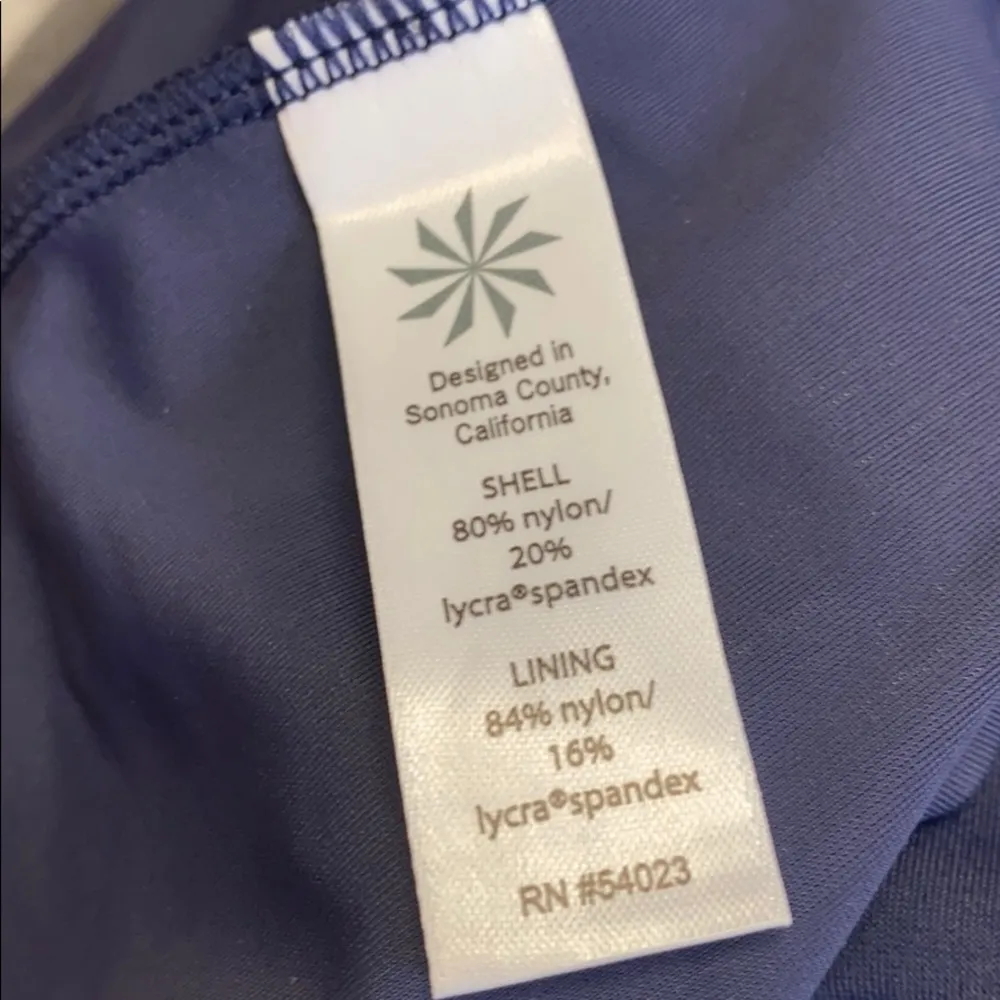 Designed in
Sonoma County,
California
SHELL
80% nylon/
20%
lycra®spandex
LINING
84% nylon/
16%
lycra®spandex
RN #54023